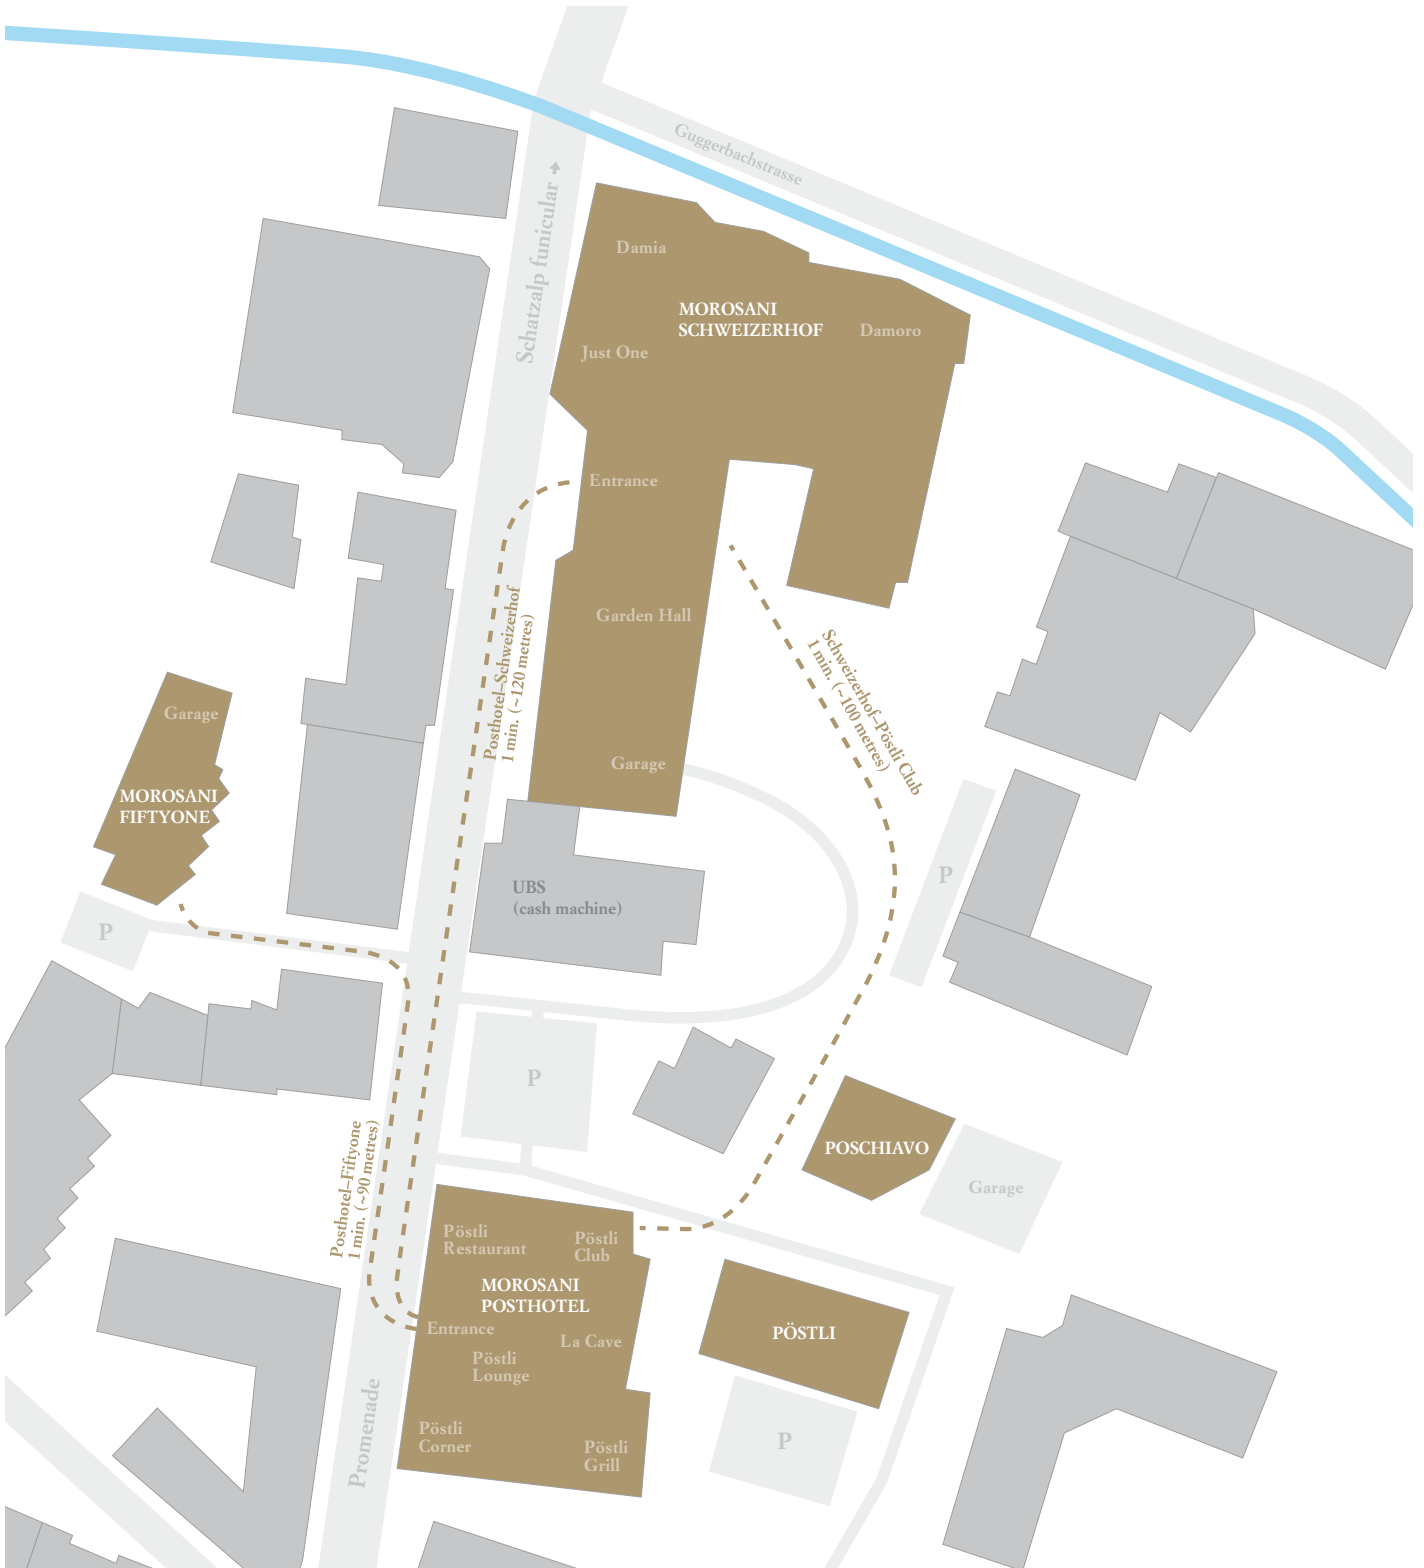 Guggerbachstrasse
Schatzalp funicular
Damia
MOROSANI
SCHWEIZERHOF
Damoro
Just One
Entrance
Posthotel–Schweizerhof
1 min. (~120 metres)
Garden Hall
Schweizerhof–Pöstli Club
1 min. (~100 metres)
Garage
Garage
MOROSANI
FIFTYONE
UBS
(cash machine)
P
P
P
Posthotel–Fiftyone
1 min. (~90 metres)
POSCHIAVO
Garage
Pöstli
Restaurant
Pöstli
Club
MOROSANI
POSTHOTEL
Entrance
La Cave
Pöstli
Lounge
PÖSTLI
Promenade
Pöstli
Corner
Pöstli
Grill
P